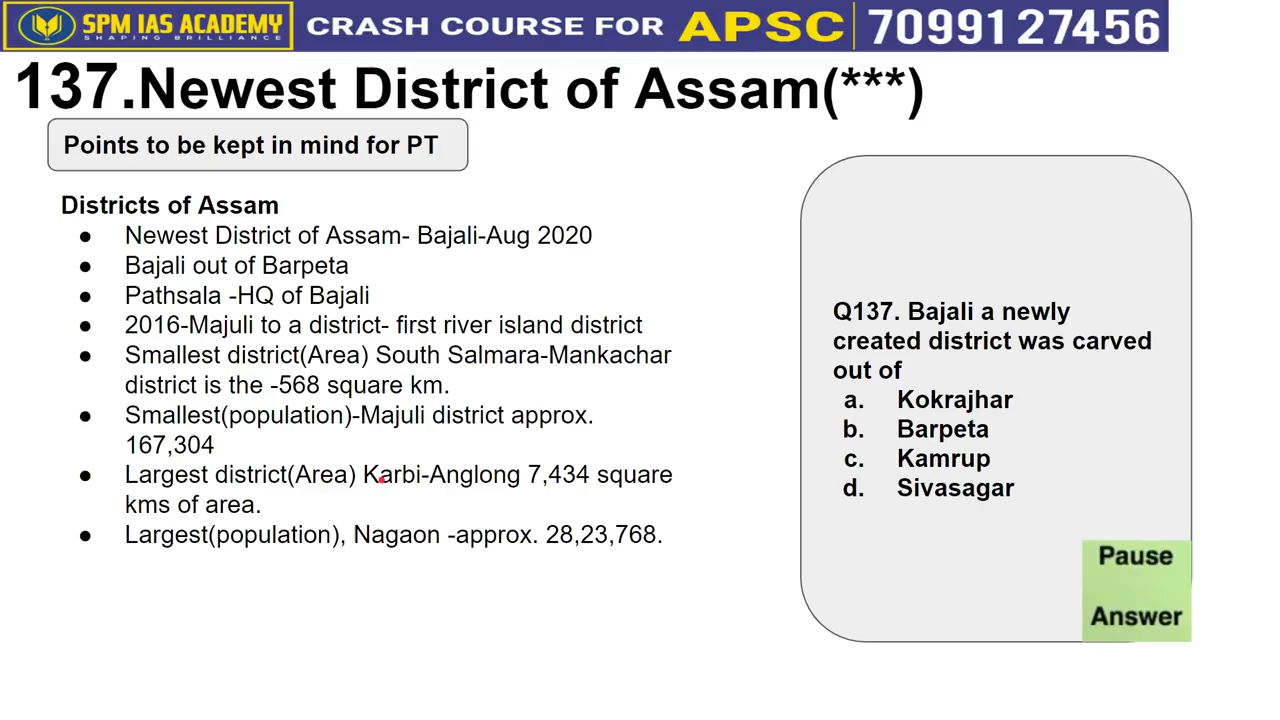 SPM IAS ACADEMY
SHAPING BRILLIANCE
CRASH COURSE FOR APSC 7099127456
137.Newest District of Assam(***)
Points to be kept in mind for PT
Districts of Assam
● Newest District of Assam- Bajali-Aug 2020
● Bajali out of Barpeta
● Pathsala -HQ of Bajali
● 2016-Majuli to a district- first river island district
● Smallest district(Area) South Salmara-Mankachar
district is the -568 square km.
● Smallest(population)-Majuli district approx.
167,304
● Largest district(Area) Karbi-Anglong 7,434 square
kms of area.
● Largest(population), Nagaon -approx. 28,23,768.
Q137. Bajali a newly
created district was carved
out of
a. Kokrajhar
b. Barpeta
c. Kamrup
d. Sivasagar
Pause
Answer